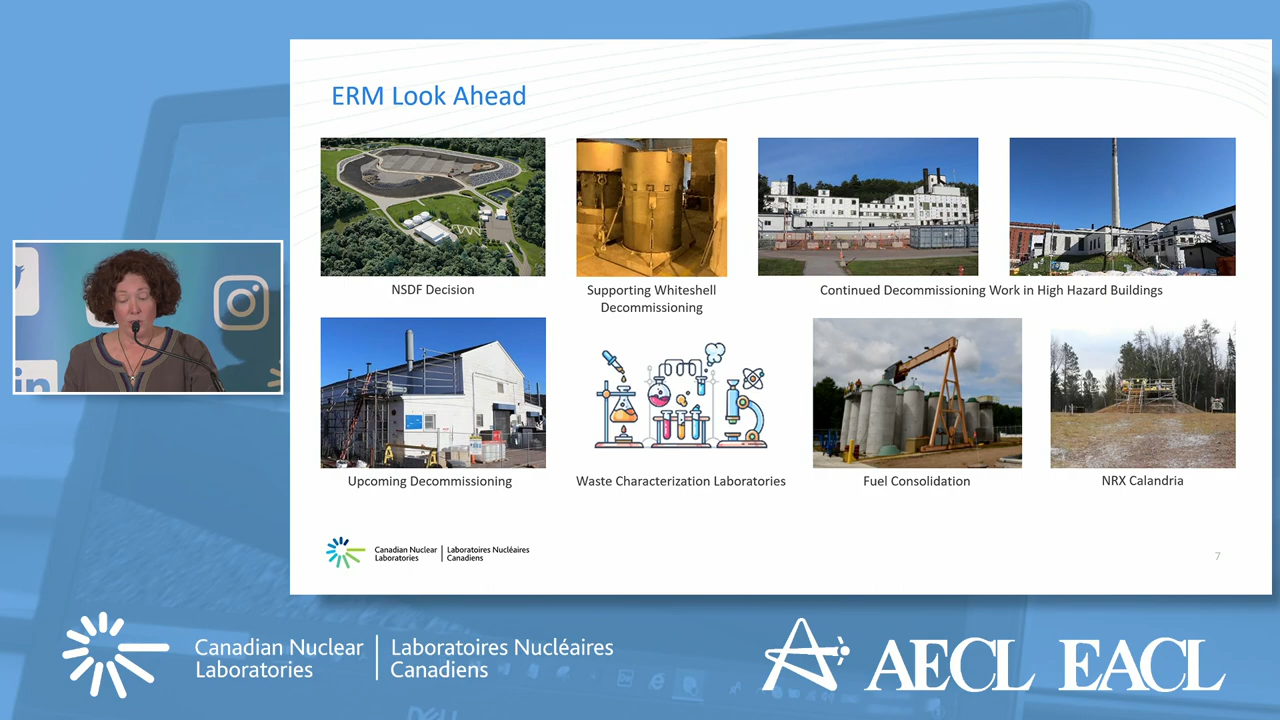 ERM Look Ahead
NSDF Decision
Supporting Whiteshell
Decommissioning
Continued Decommissioning Work in High Hazard Buildings
Upcoming Decommissioning
Waste Characterization Laboratories
Fuel Consolidation
NRX Calandria
Canadian Nuclear Laboratories | Laboratoires Nucléaires Canadiens
7
in
Canadian Nuclear | Laboratoires Nucléaires
Laboratories | Canadiens
AECL EACL
DELL